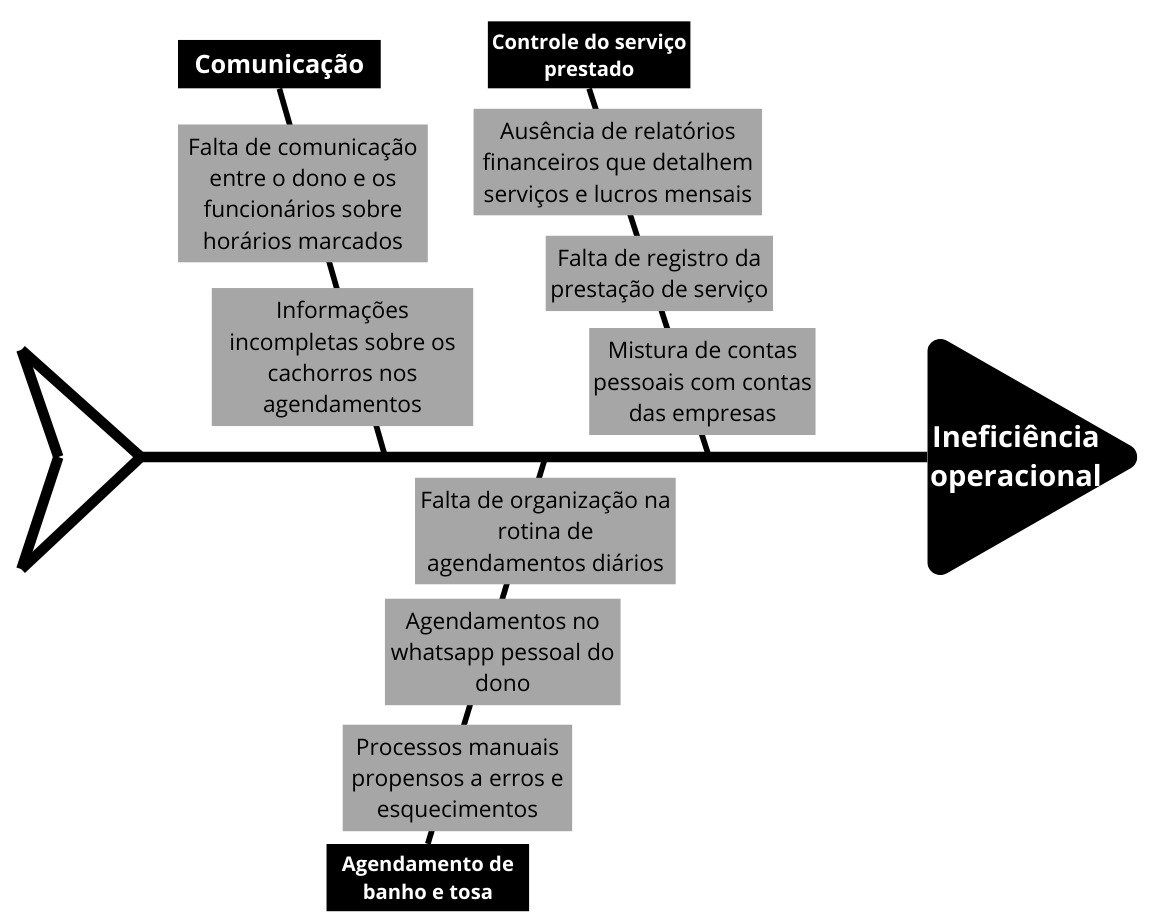 Comunicação
Falta de comunicação
entre o dono e os
funcionários sobre
horários marcados
Informações
incompletas sobre os
cachorros nos
agendamentos
Controle do serviço
prestado
Ausência de relatórios
financeiros que detalhem
serviços e lucros mensais
Falta de registro da
prestação de serviço
Mistura de contas
pessoais com contas
das empresas
Ineficiência
operacional
Falta de organização na
rotina de
agendamentos diários
Agendamentos no
whatsapp pessoal do
dono
Processos manuais
propensos a erros e
esquecimentos
Agendamento de
banho e tosa